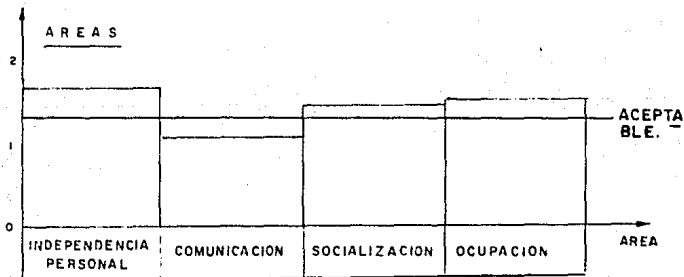 AREAS
2
ACEPTA
BLE.
1
0
INDEPENDENCIA
PERSONAL
COMUNICACION
SOCIALIZACION
OCUPACION
AREA